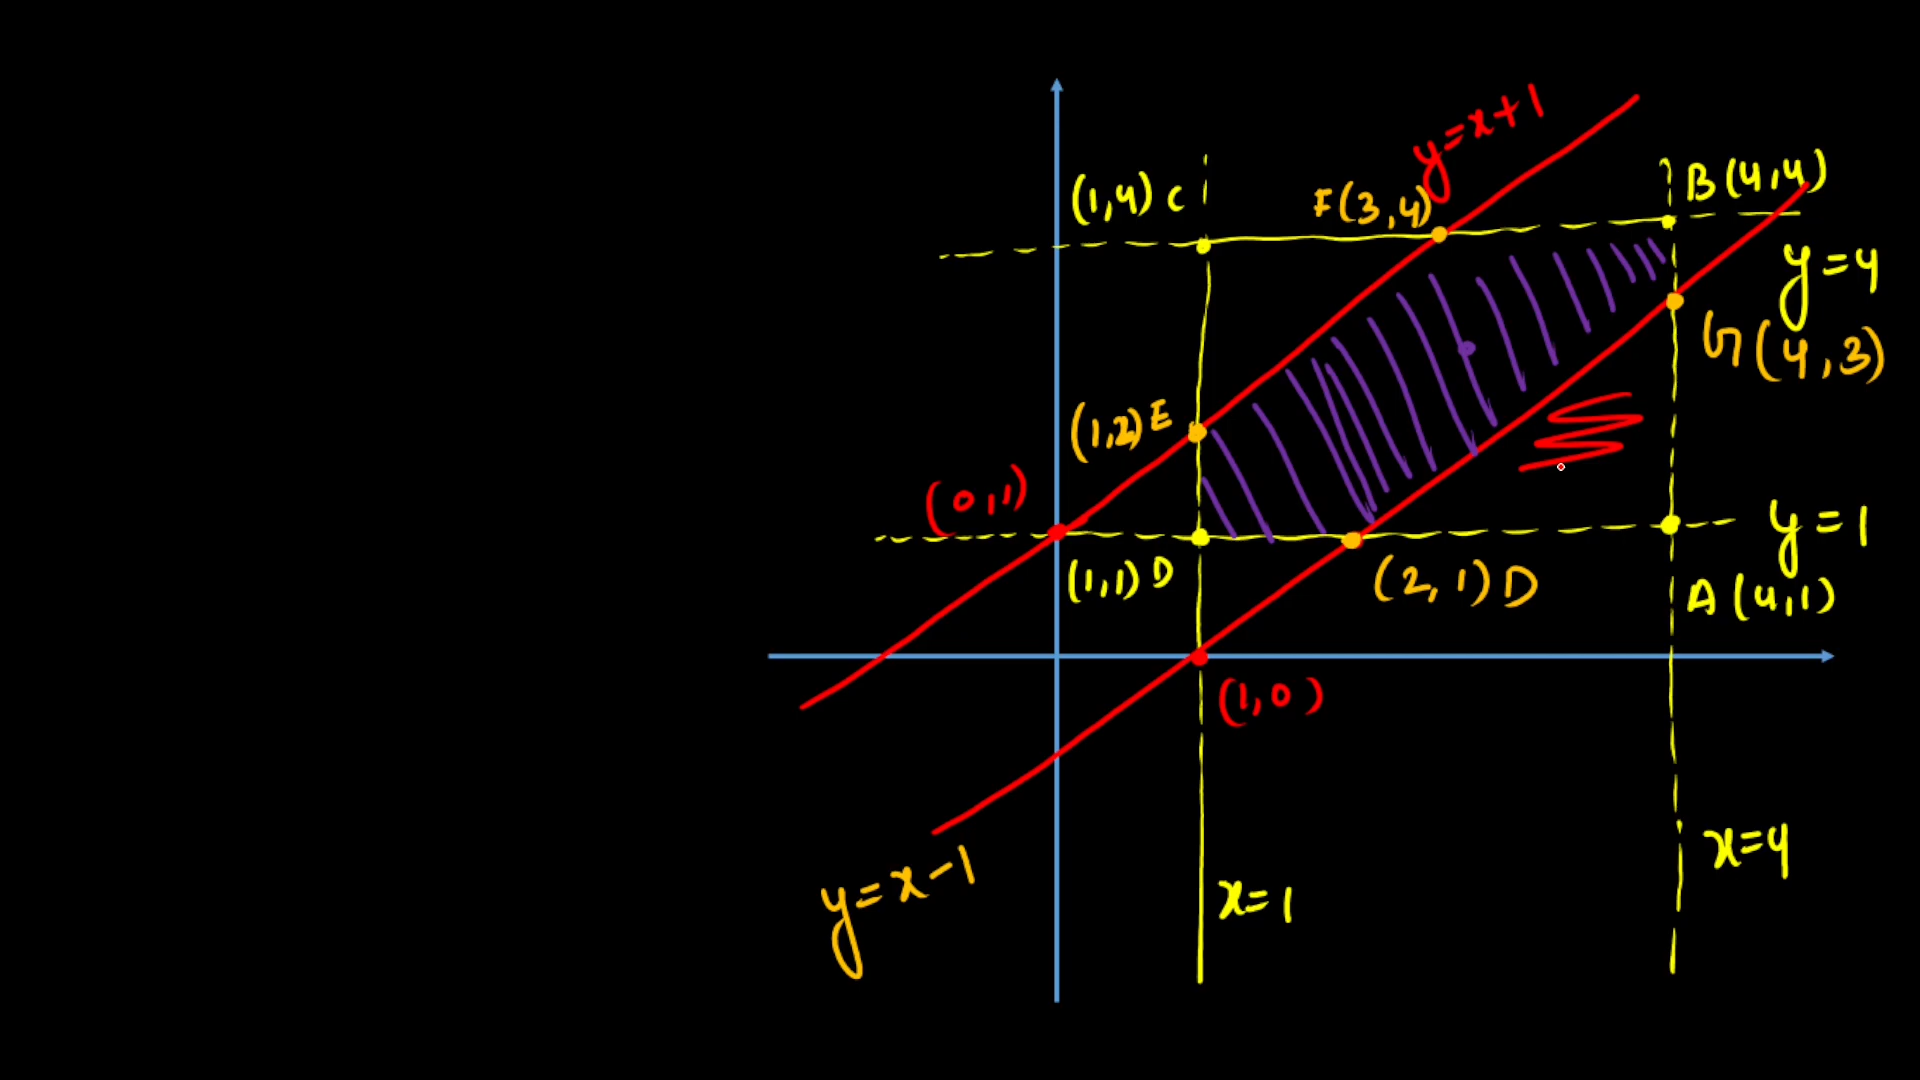 y=x+1
B(4,4)
(1,4) C
F(3,4)
y=4
G(4,3)
(1,2) E
(0,1)
y=1
(1,1) D
(2,1) D
A(4,1)
(1,0)
x=4
y=x-1
x=1